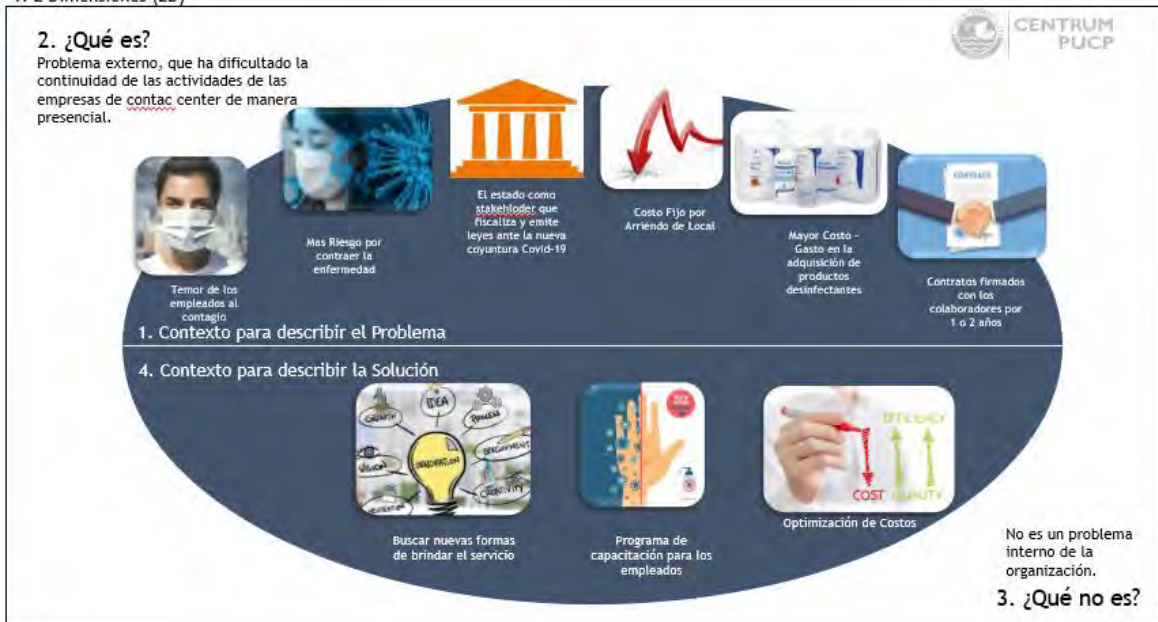 2. ¿Qué es?
Problema externo, que ha dificultado la
continuidad de las actividades de las
empresas de contac center de manera
presencial.
CENTRUM
PUCP
Temor de los
empleados al
contagio
Mas Riesgo por
contraer la
enfermedad
El estado como
stakehloder que
fiscaliza y emite
leyes ante la nueva
coyuntura Covid-19
Costo Fijo por
Arriendo de Local
Mayor Costo -
Gasto en la
adquisición de
productos
desinfectantes
CONTRACT
Contratos firmados
con los
colaboradores por
1 o 2 años
1. Contexto para describir el Problema
4. Contexto para describir la Solución
IDEA
GROWTH
VISION
INNOVATION
CREATIVITY
Buscar nuevas formas
de brindar el servicio
Programa de
capacitación para los
empleados
EFFICIENCY
COST
QUALITY
Optimización de Costos
No es un problema
interno de la
organización.
3. ¿Qué no es?